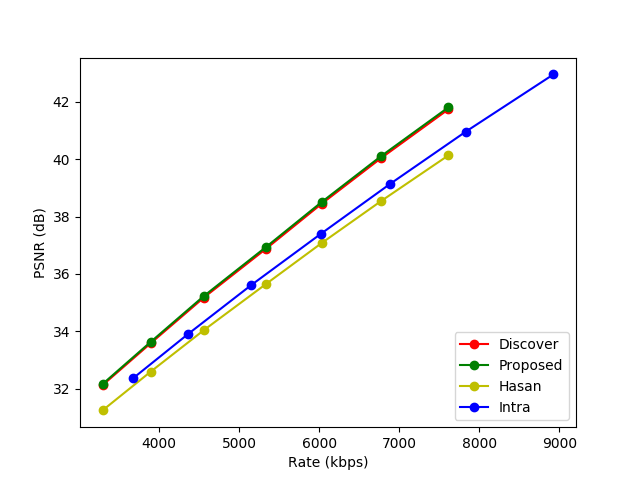 42
40
38
36
34
32
PSNR (dB)
4000 5000 6000 7000 8000 9000
Rate (kbps)
Discover
Proposed
Hasan
Intra